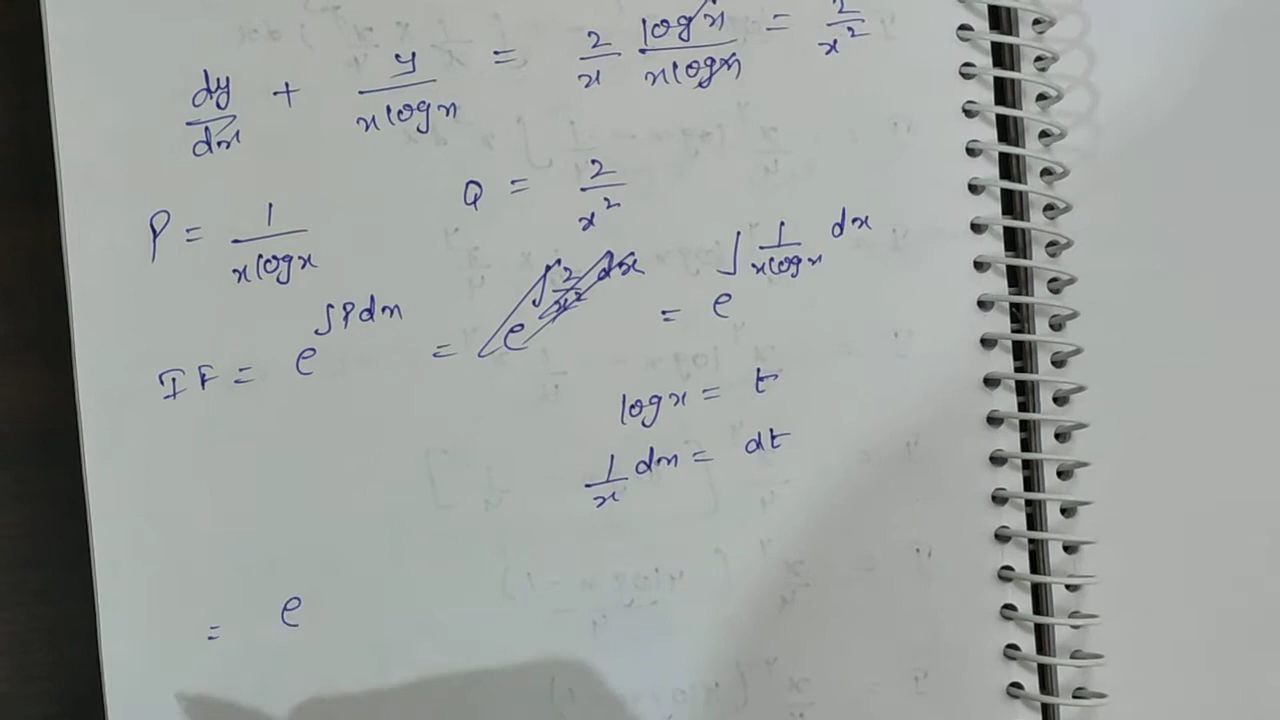 dy/dx + y/(x log x) = 2/x log x/(x log x) = 2/x²
P = 1/(x log x) Q = 2/x²
IF = e^∫P dx = e^∫2/x² dx = e^∫1/(x log x) dx
log x = t
1/x dx = dt
= e